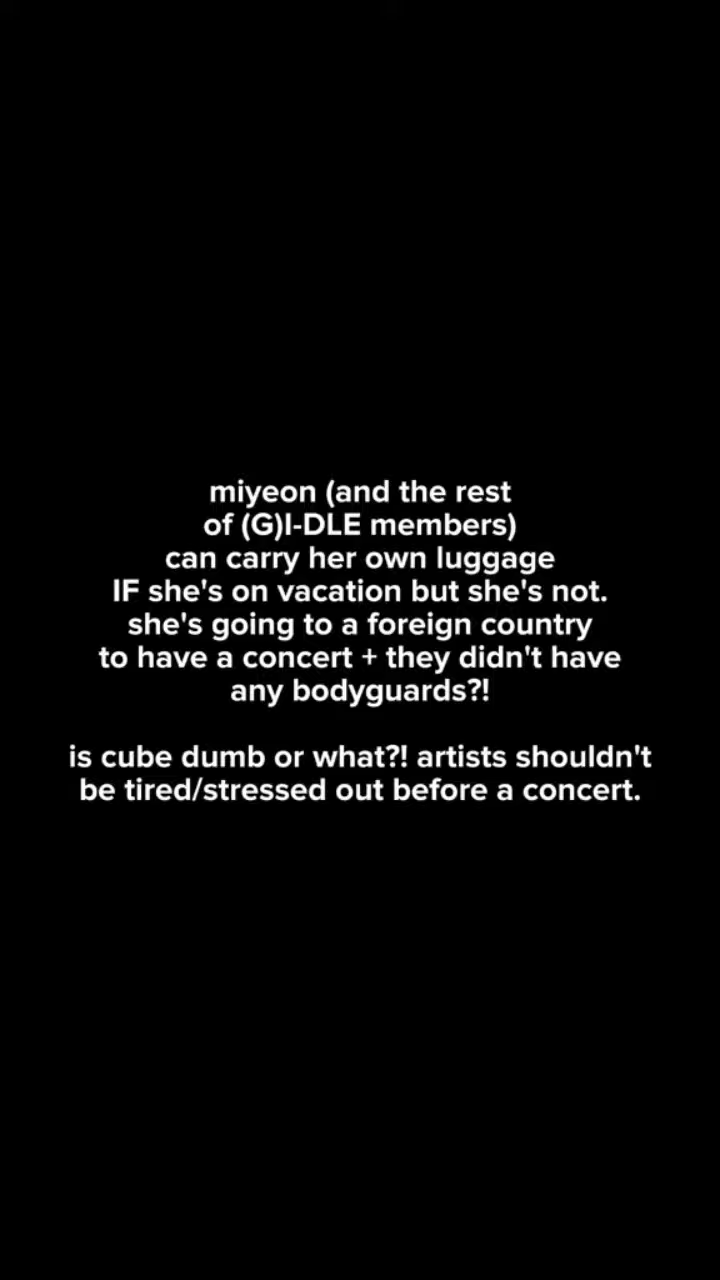 miyeon (and the rest
of (G)I-DLE members)
can carry her own luggage
IF she's on vacation but she's not.
she's going to a foreign country
to have a concert + they didn't have
any bodyguards?!
is cube dumb or what?! artists shouldn't
be tired/stressed out before a concert.